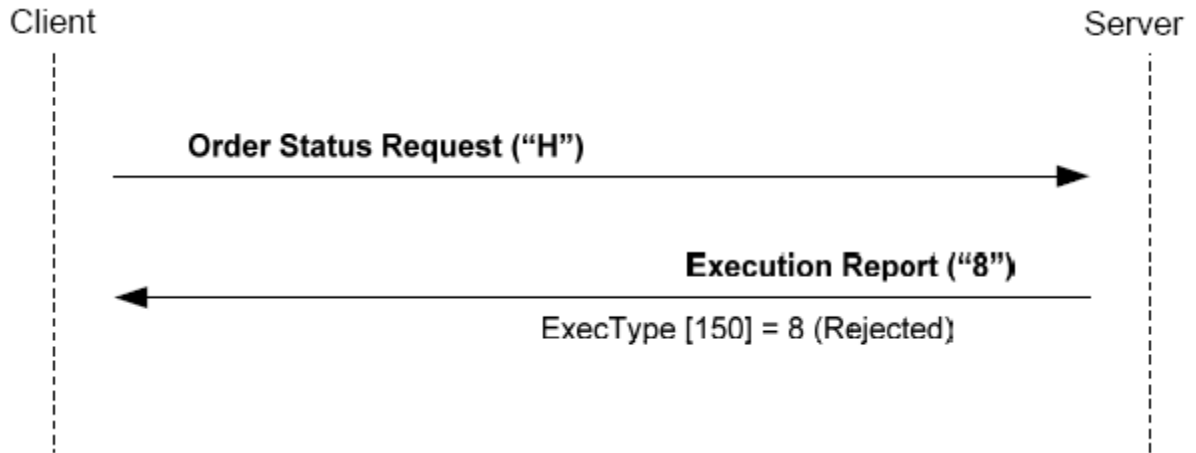 Client
Server
Order Status Request (“H”)
Execution Report (“8”)
ExecType [150] = 8 (Rejected)